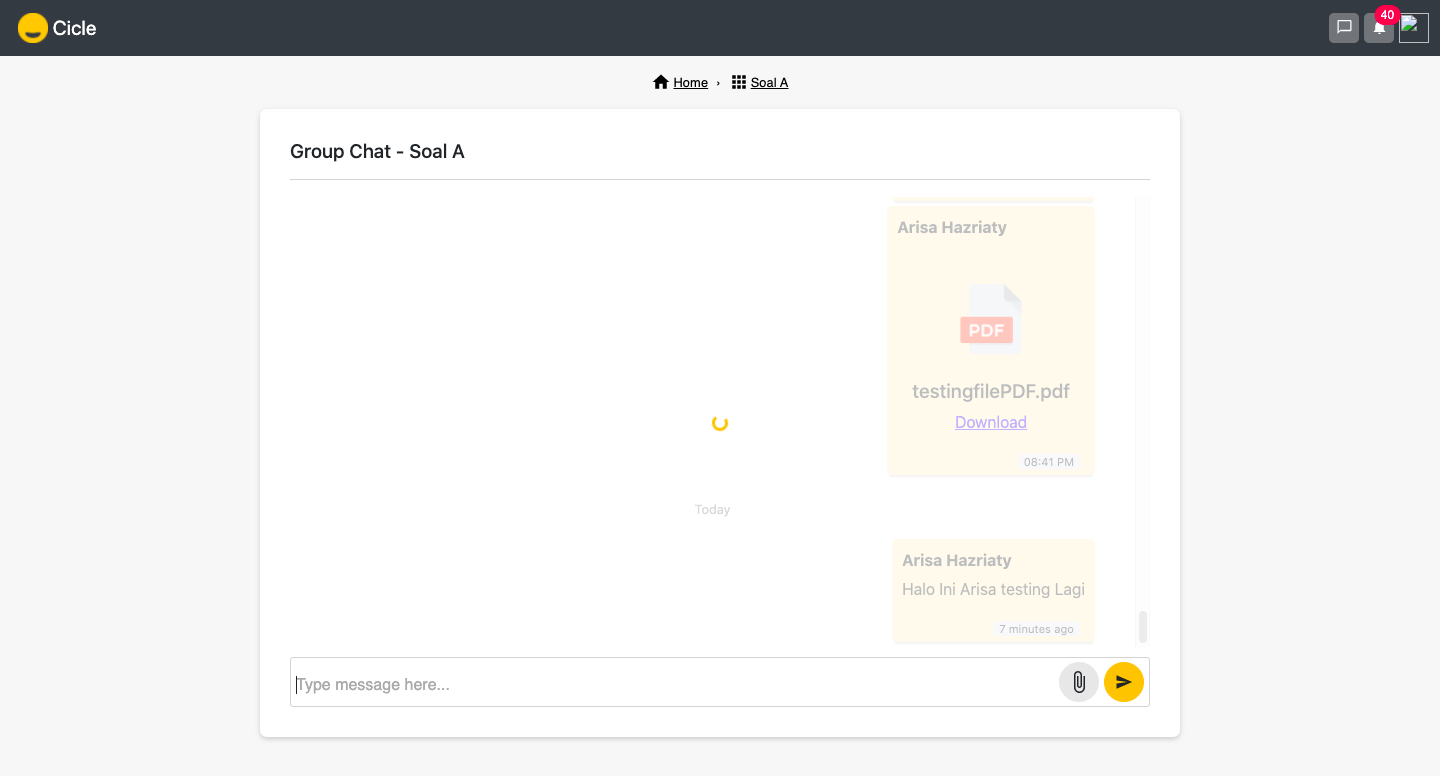 Cicle
40
Home › Soal A
Group Chat - Soal A
Arisa Hazriaty
PDF
testingfilePDF.pdf
Download
08:41 PM
Today
Arisa Hazriaty
Halo Ini Arisa testing Lagi
7 minutes ago
Type message here...